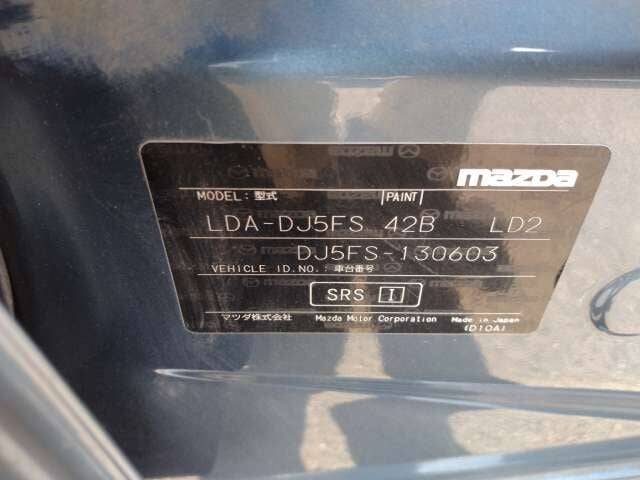 mazda
MODEL: 型式 PAINT
LDA-DJ5FS 42B LD2
DJ5FS-130603
VEHICLE ID.NO.: 車台番号
SRS I
マツダ株式会社 Mazda Motor Corporation Made in Japan
(D10A)